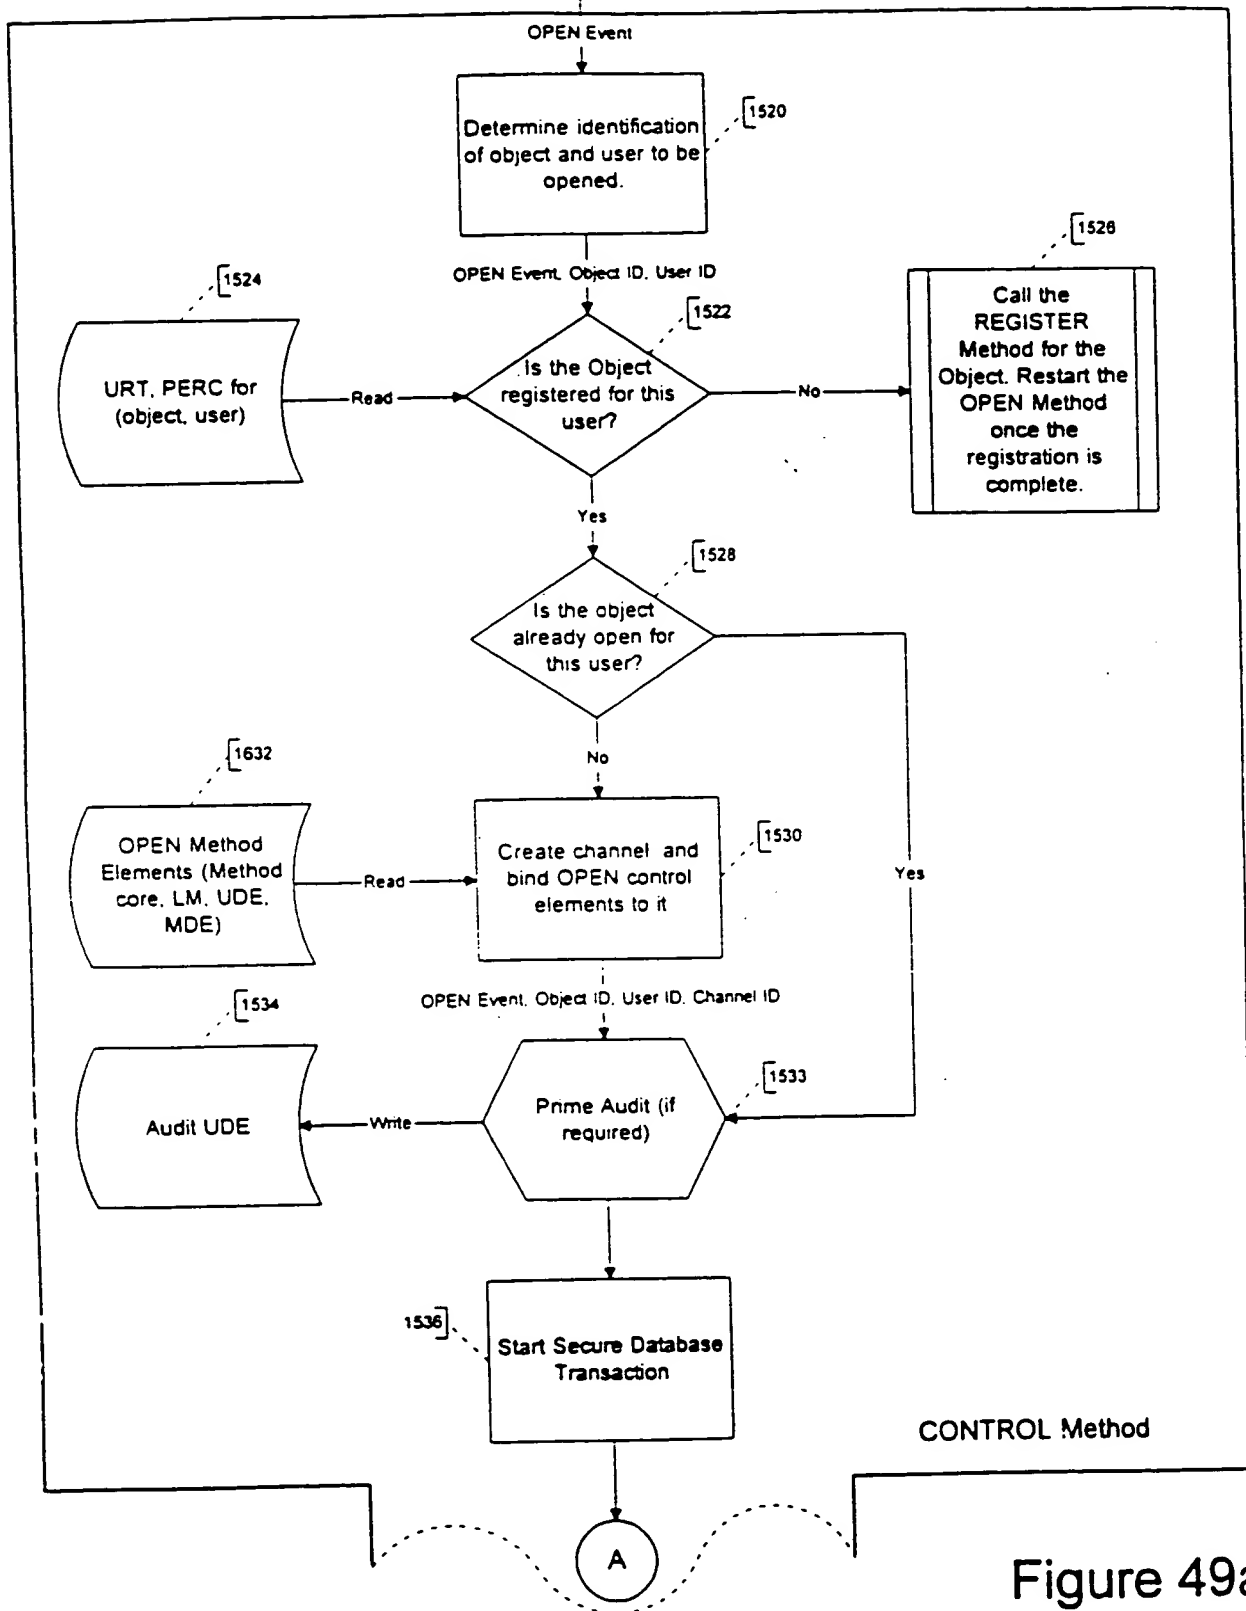 OPEN Event
Determine identification
of object and user to be
opened.
1520
OPEN Event, Object ID, User ID
1524
URT, PERC for
(object, user)
Read
Is the Object
registered for this
user?
1522
No
1526
Call the
REGISTER
Method for the
Object. Restart the
OPEN Method
once the
registration is
complete.
Yes
Is the object
already open for
this user?
1528
No
Yes
1632
OPEN Method
Elements (Method
core, LM, UDE,
MDE)
Read
Create channel and
bind OPEN control
elements to it
1530
OPEN Event, Object ID, User ID, Channel ID
1534
Audit UDE
Write
Prime Audit (if
required)
1533
1536
Start Secure Database
Transaction
CONTROL Method
A
Figure 49a